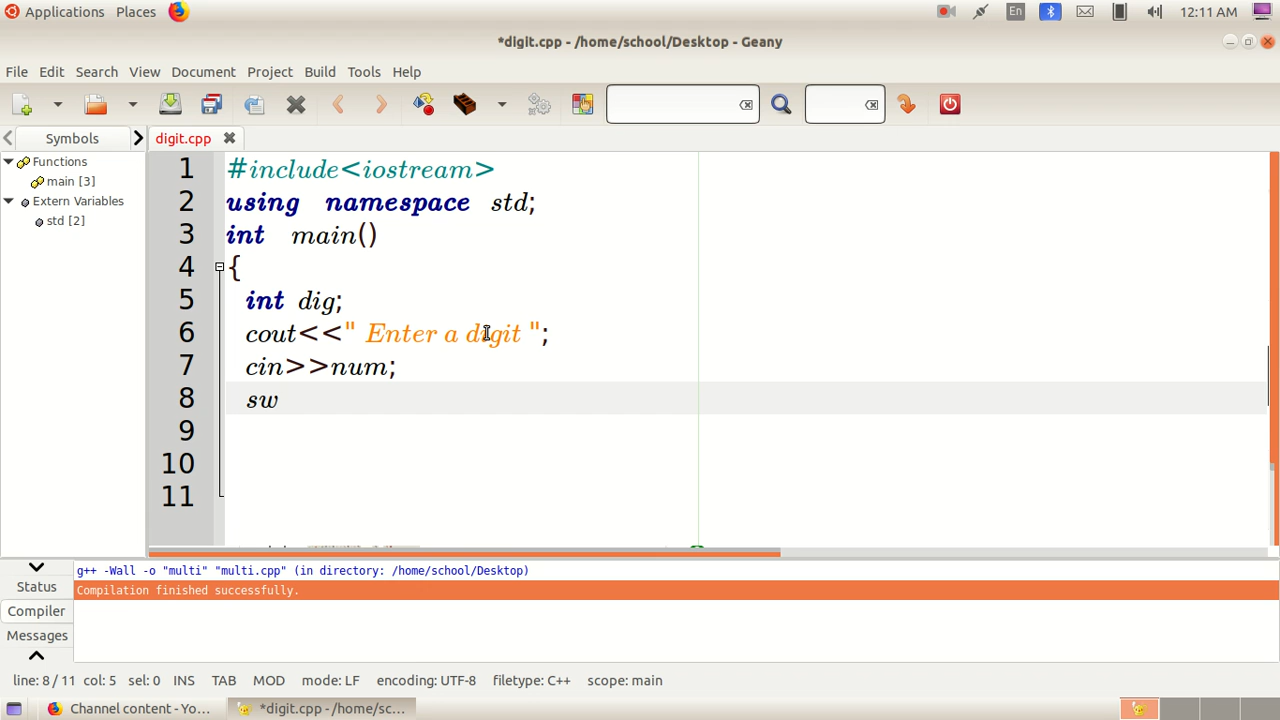 Applications Places En 12:11 AM
*digit.cpp - /home/school/Desktop - Geany
File Edit Search View Document Project Build Tools Help
Symbols digit.cpp
Functions
main [3]
Extern Variables
std [2]
1 #include<iostream>
2 using namespace std;
3 int main()
4 {
5 int dig;
6 cout<<" Enter a digit ";
7 cin>>num;
8 sw
9
10
11
Status
Compiler
Messages
g++ -Wall -o "multi" "multi.cpp" (in directory: /home/school/Desktop)
Compilation finished successfully.
line: 8 / 11 col: 5 sel: 0 INS TAB MOD mode: LF encoding: UTF-8 filetype: C++ scope: main
Channel content - Yo... *digit.cpp - /home/sc...